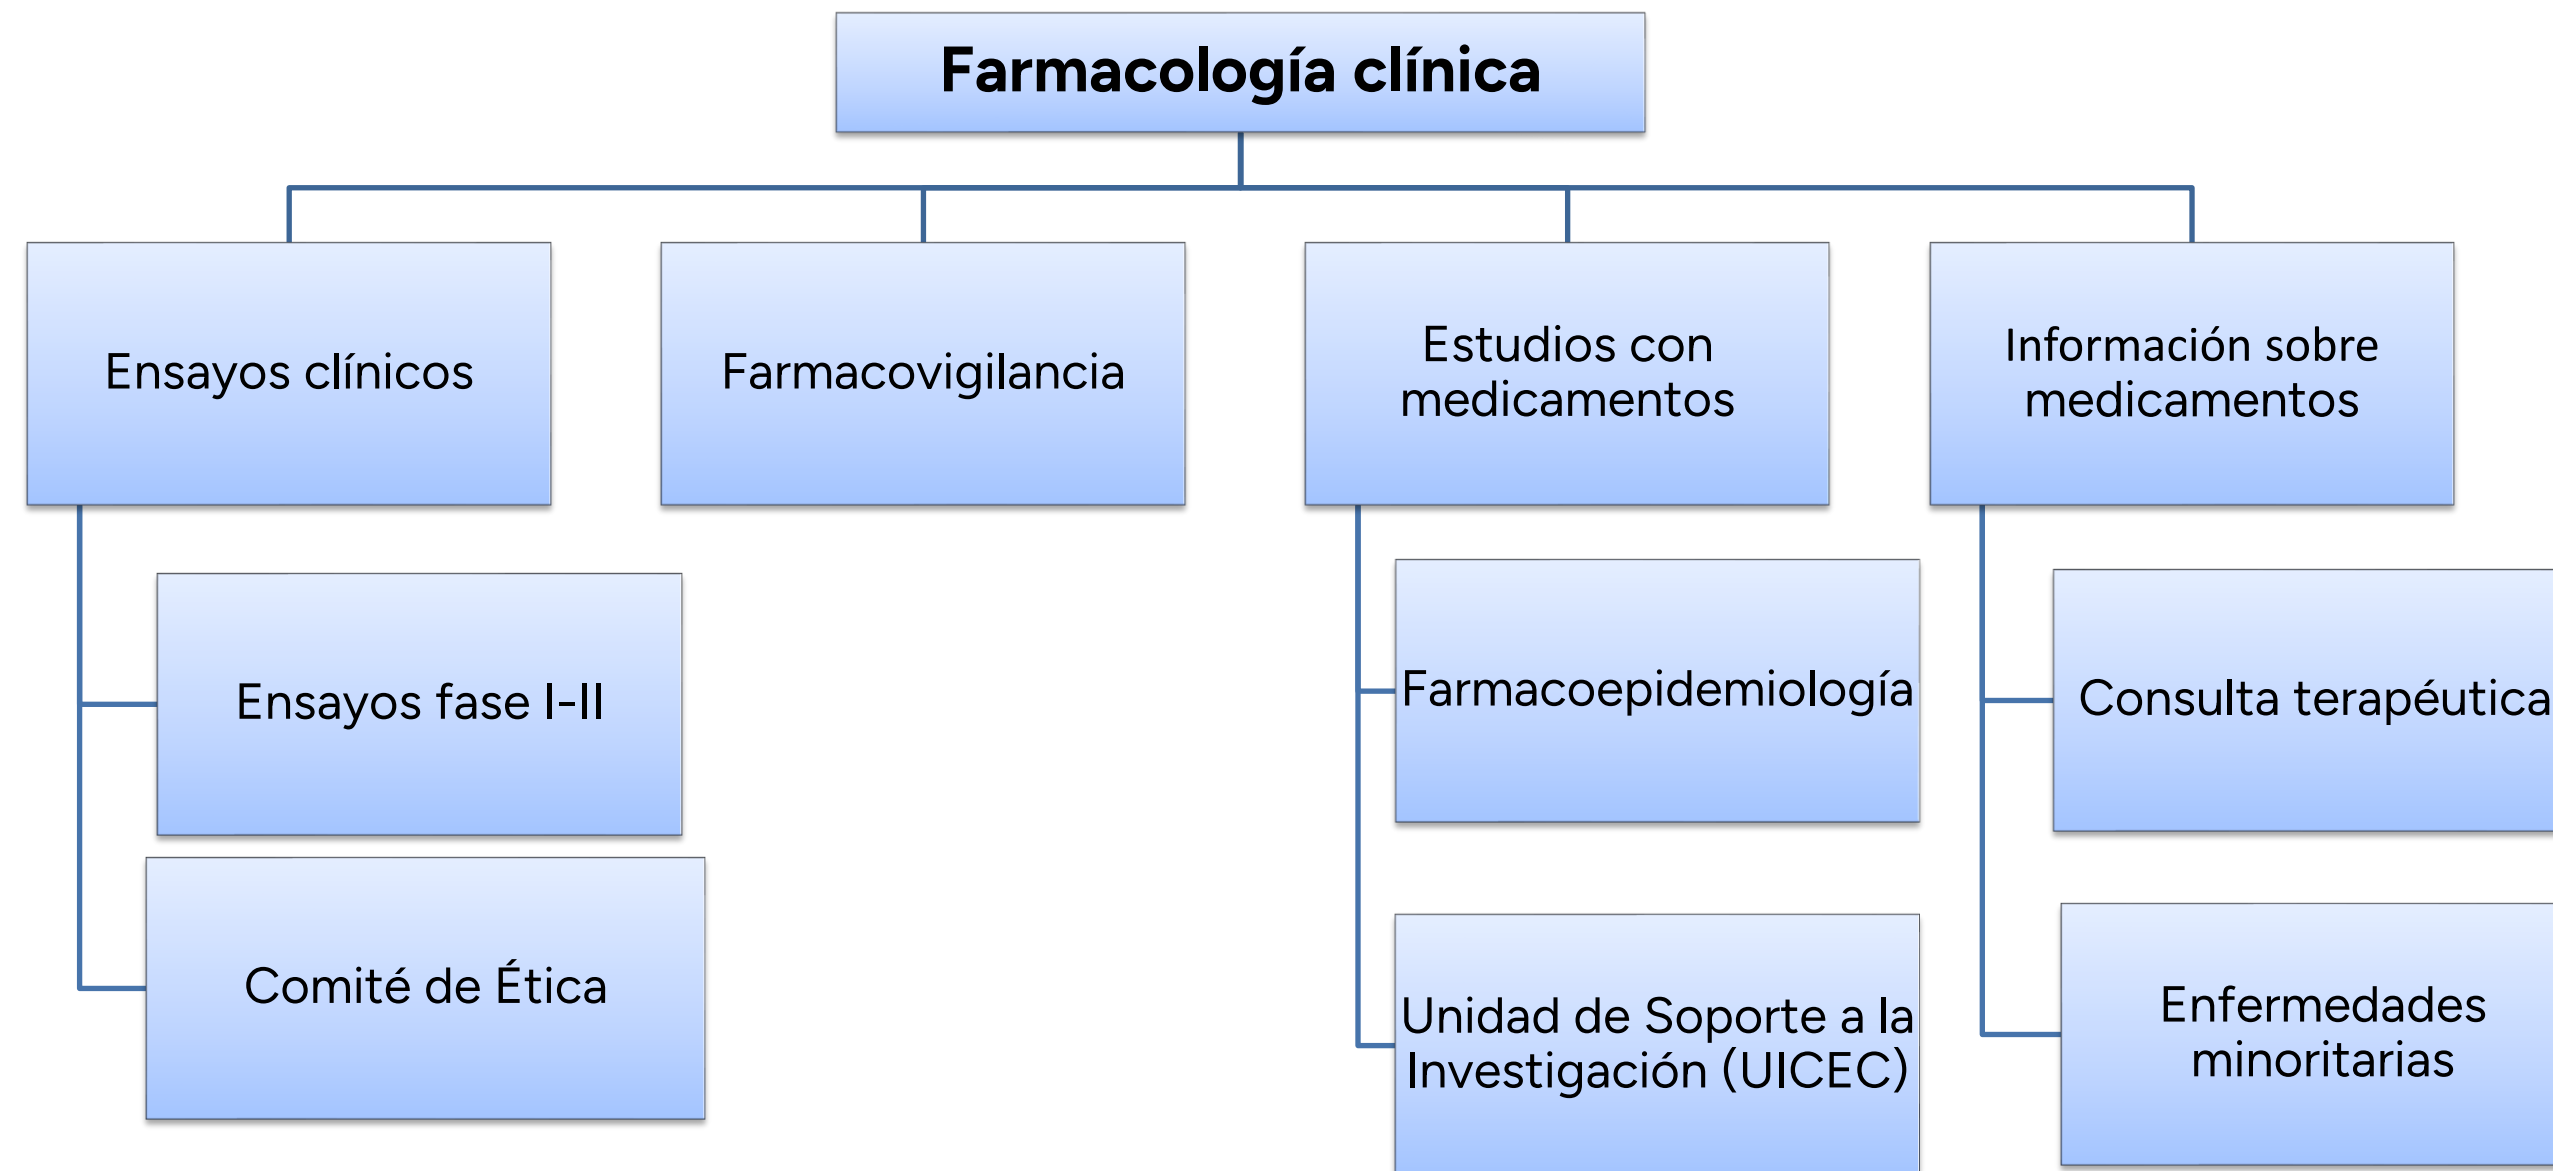 Farmacología clínica
Ensayos clínicos
Farmacovigilancia
Estudios con
medicamentos
Información sobre
medicamentos
Ensayos fase I-II
Comité de Ética
Farmacoepidemiología
Unidad de Soporte a la
Investigación (UICEC)
Consulta terapéutica
Enfermedades
minoritarias